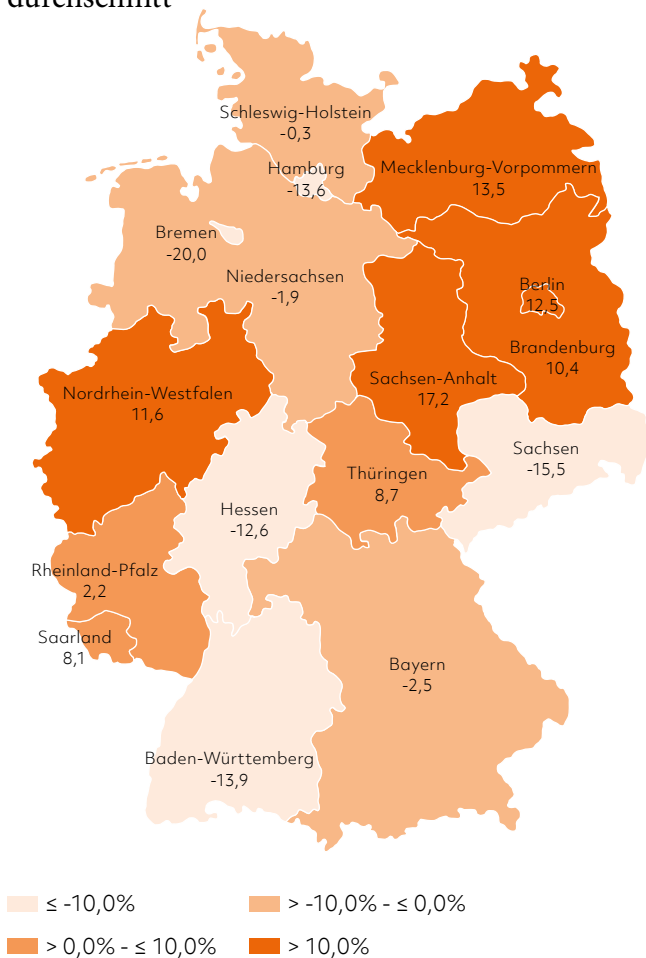 durchschnitt
Schleswig-Holstein
-0,3
Hamburg
-13,6
Mecklenburg-Vorpommern
13,5
Bremen
-20,0
Niedersachsen
-1,9
Berlin
12,5
Brandenburg
10,4
Nordrhein-Westfalen
11,6
Sachsen-Anhalt
17,2
Sachsen
-15,5
Thüringen
8,7
Hessen
-12,6
Rheinland-Pfalz
2,2
Saarland
8,1
Bayern
-2,5
Baden-Württemberg
-13,9
≤ -10,0%
> -10,0% - ≤ 0,0%
> 0,0% - ≤ 10,0%
> 10,0%